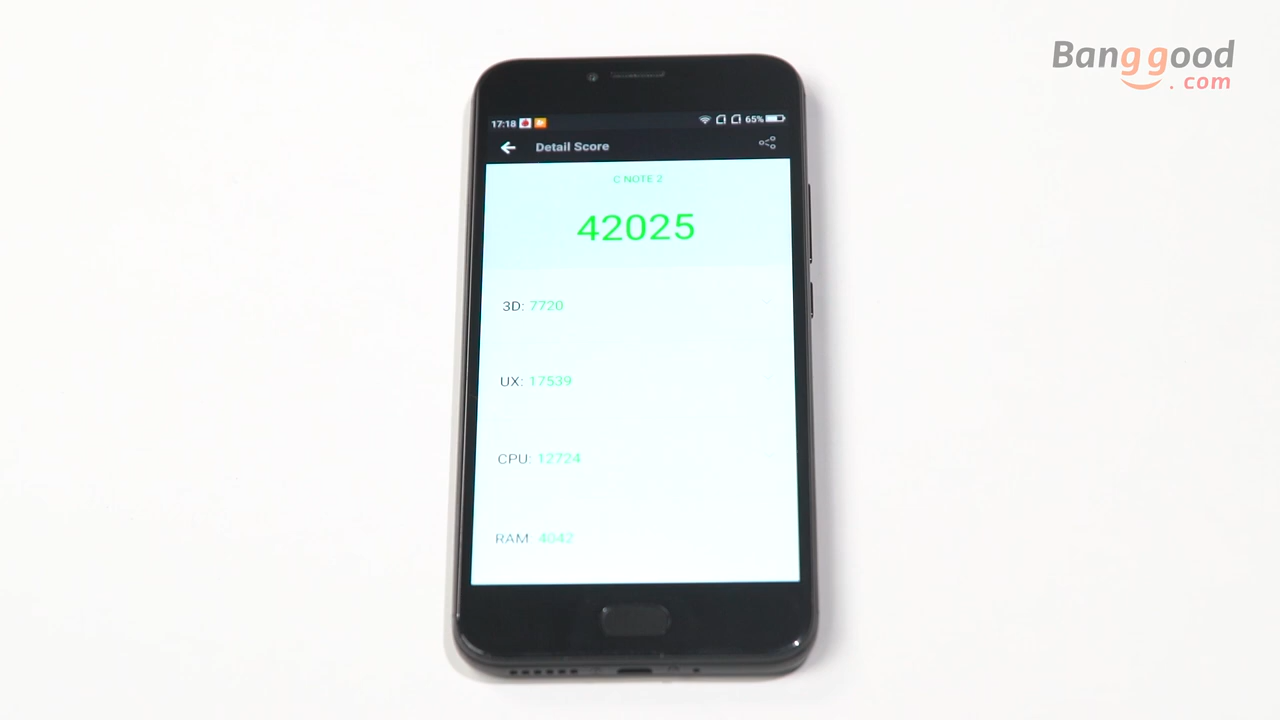 Banggood
.com
17:18 65%
Detail Score
C NOTE 2
42025
3D: 7720
UX: 17539
CPU: 12724
RAM: 4042